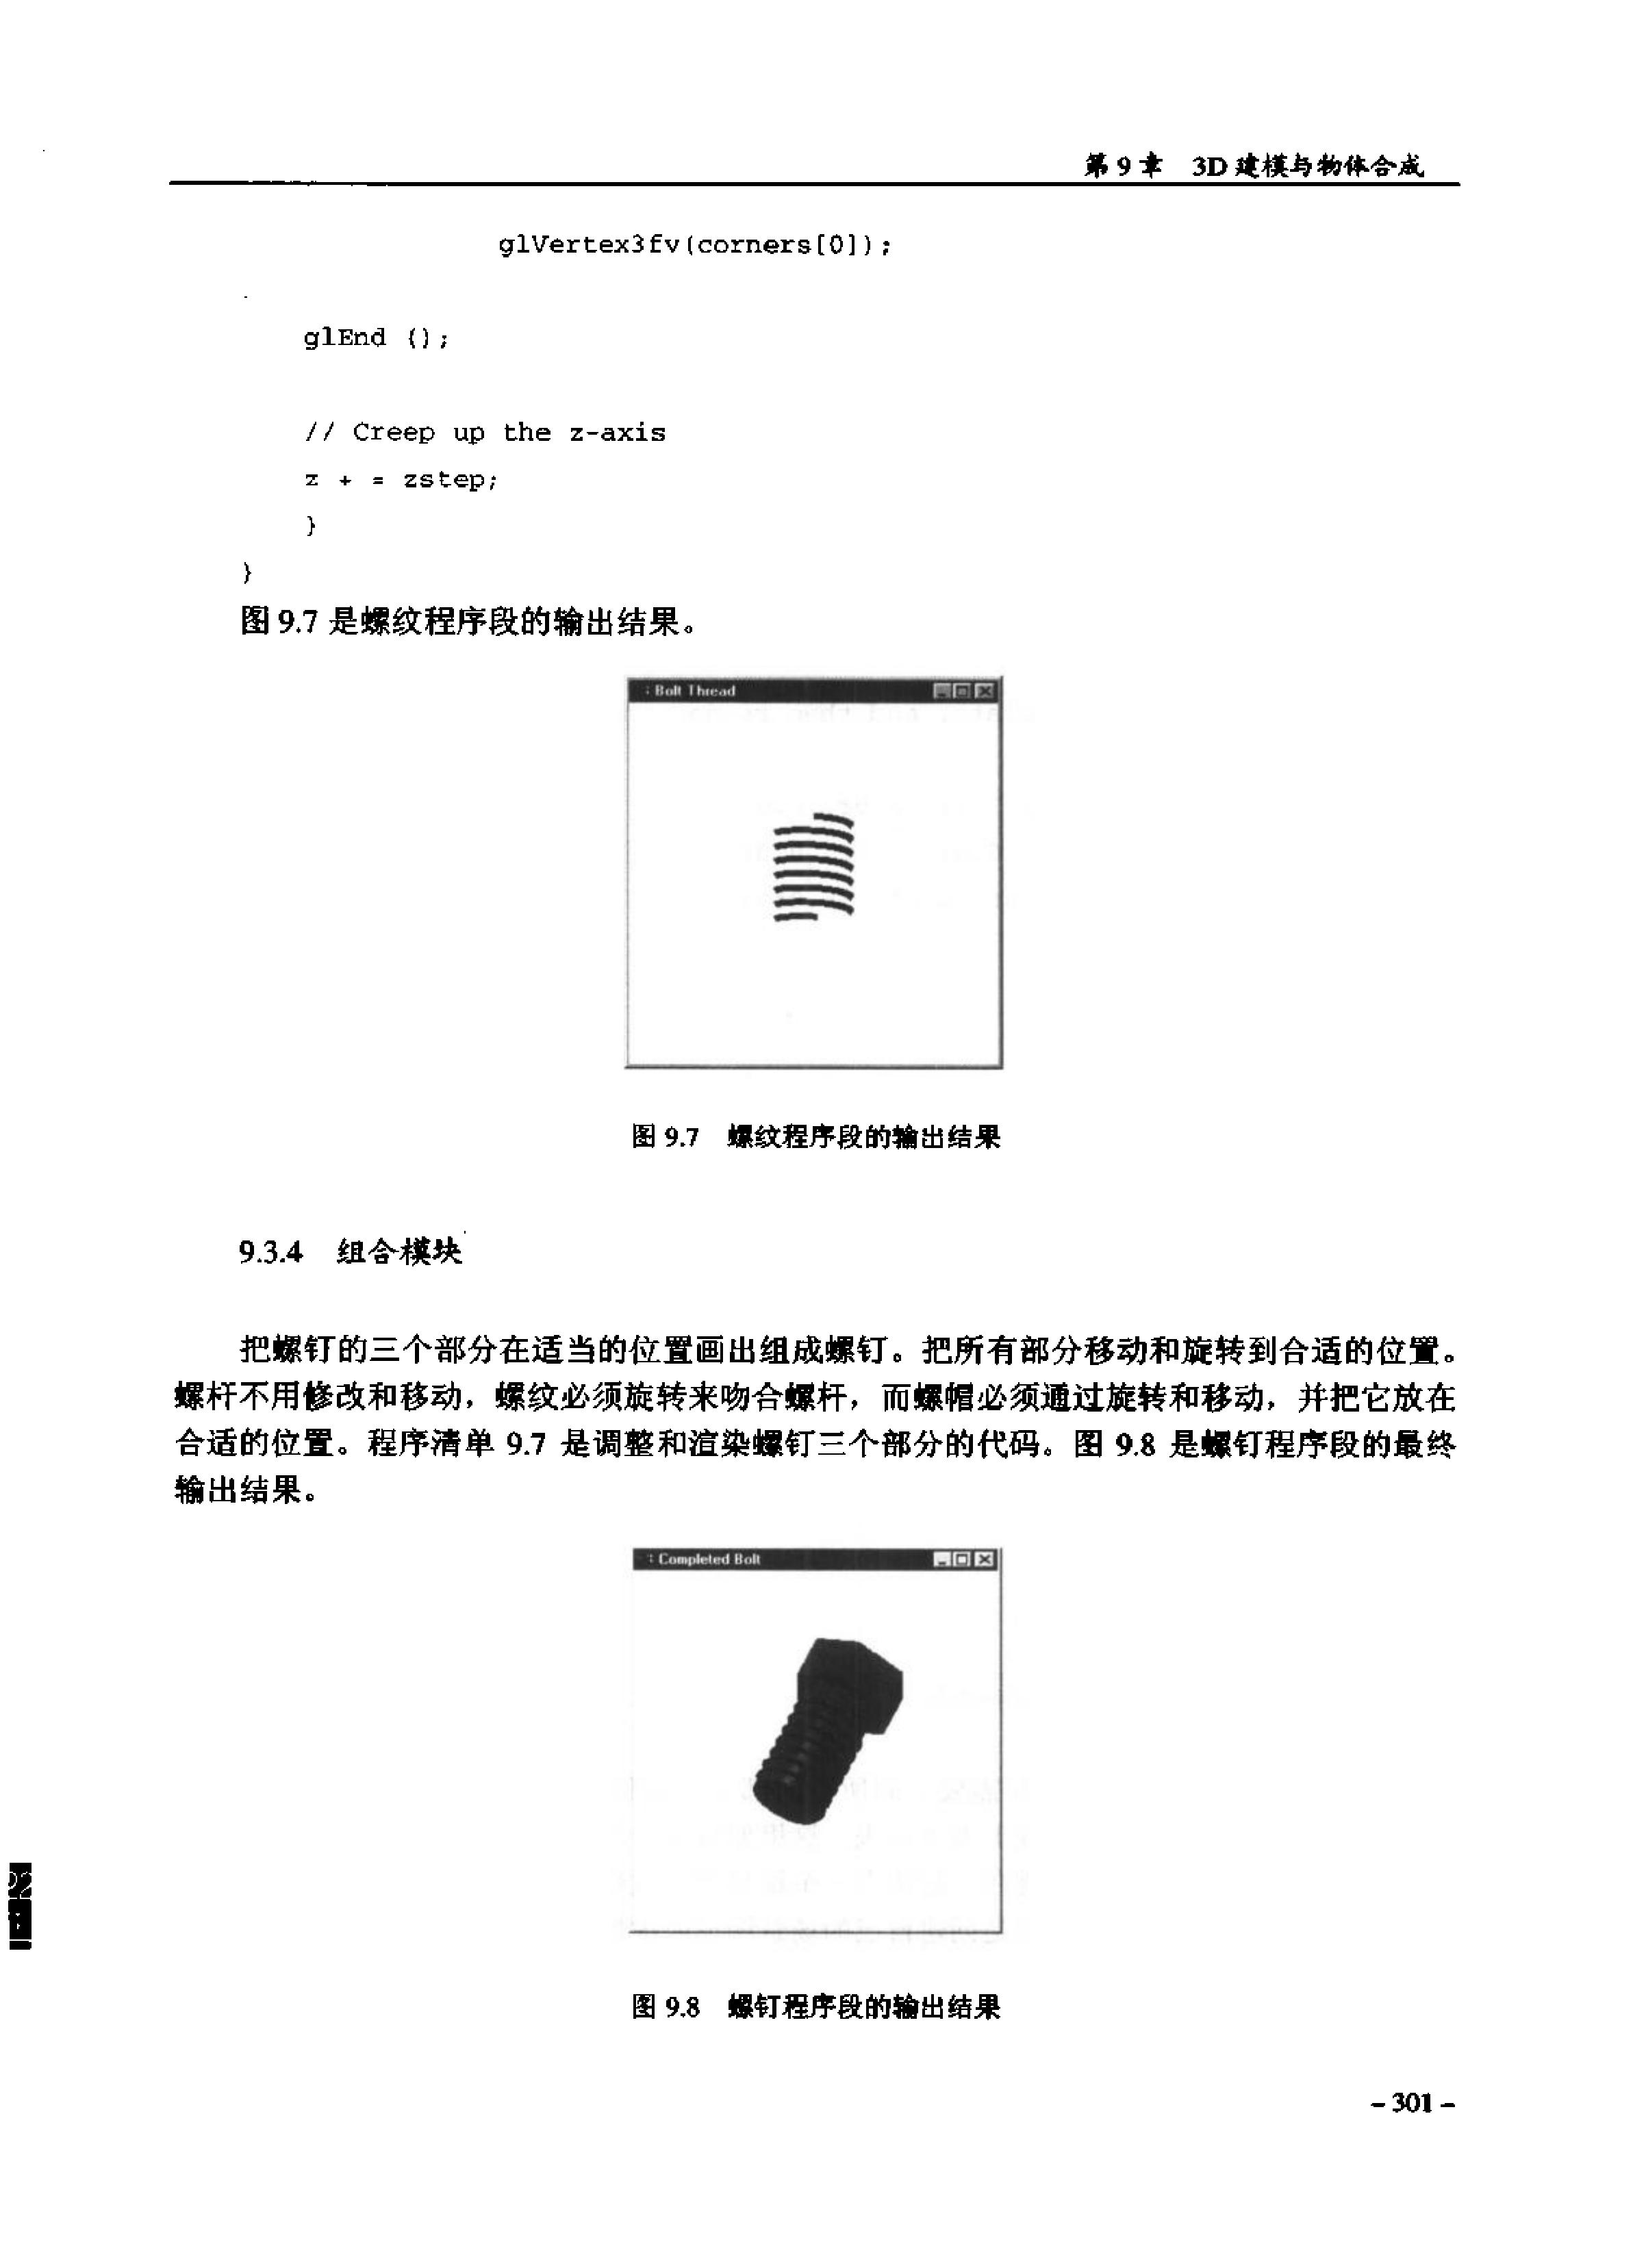 第 9 章 3D 建模与物体合成
glVertex3fv(corners[0]);
glEnd ();
// Creep up the z-axis
z + = zstep;
}
}
图 9.7 是螺纹程序段的输出结果。
Bolt Thread
图 9.7 螺纹程序段的输出结果
9.3.4 组合模块
把螺钉的三个部分在适当的位置画出组成螺钉。把所有部分移动和旋转到合适的位置。
螺杆不用修改和移动，螺纹必须旋转来吻合螺杆，而螺帽必须通过旋转和移动，并把它放在
合适的位置。程序清单 9.7 是调整和渲染螺钉三个部分的代码。图 9.8 是螺钉程序段的最终
输出结果。
Completed Bolt
图 9.8 螺钉程序段的输出结果
- 301 -